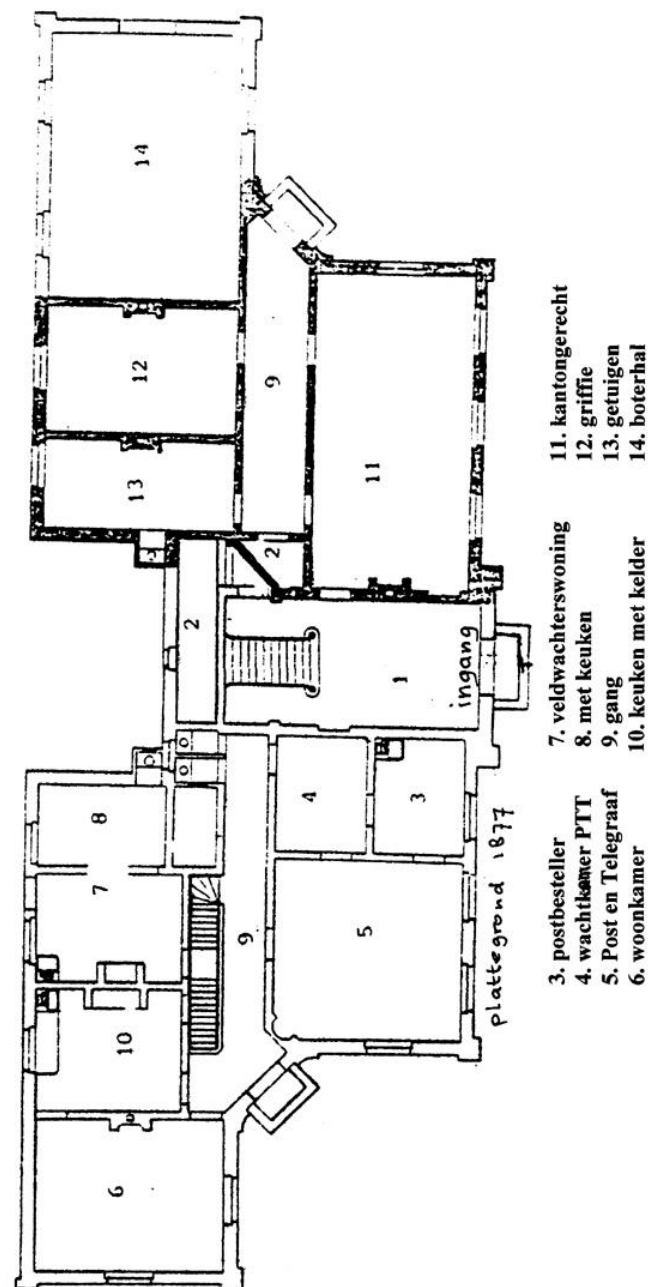 14
12
13
9
11
2
2
1
ingang
8
7
10
6
9
4
3
5
plattegrond 1877
3. postbesteller
4. wachtkamer PTT
5. Post en Telegraaf
6. woonkamer
7. veldwachterswoning
8. met keuken
9. gang
10. keuken met kelder
11. kantongerecht
12. griffie
13. getuigen
14. boterhal